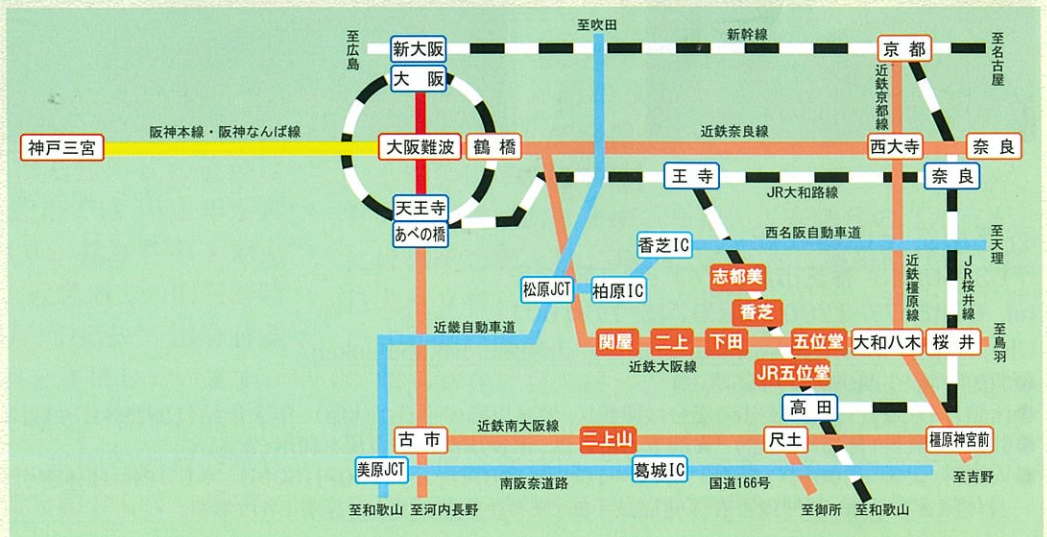 至吹田
至広島
新大阪
新幹線
京都
至名古屋
大阪
近鉄京都線
阪神本線・阪神なんば線
神戸三宮
大阪難波
鶴橋
近鉄奈良線
西大寺
奈良
王寺
奈良
JR大和路線
天王寺
あべの橋
香芝IC
西名阪自動車道
至天理
志都美
近鉄橿原線
JR桜井線
松原JCT
柏原IC
香芝
近畿自動車道
関屋
二上
下田
五位堂
大和八木
桜井
至鳥羽
近鉄大阪線
JR五位堂
高田
古市
近鉄南大阪線
二上山
尺土
橿原神宮前
美原JCT
南阪奈道路
葛城IC
国道166号
至吉野
至和歌山
至河内長野
至御所
至和歌山